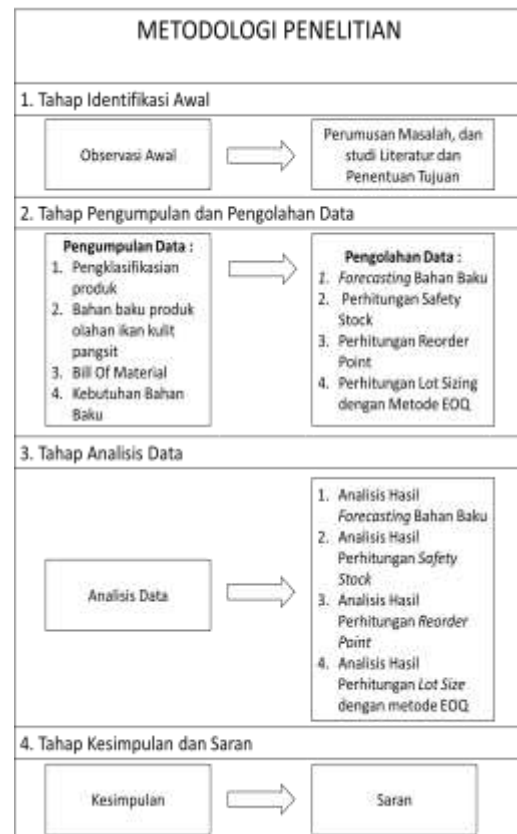 METODOLOGI PENELITIAN
1. Tahap Identifikasi Awal
Observasi Awal
Perumusan Masalah, dan
studi Literatur dan
Penentuan Tujuan
2. Tahap Pengumpulan dan Pengolahan Data
Pengumpulan Data :
1. Pengklasifikasian
produk
2. Bahan baku produk
olahan ikan kulit
pangsit
3. Bill Of Material
4. Kebutuhan Bahan
Baku
Pengolahan Data :
1. Forecasting Bahan Baku
2. Perhitungan Safety
Stock
3. Perhitungan Reorder
Point
4. Perhitungan Lot Sizing
dengan Metode EOQ
3. Tahap Analisis Data
Analisis Data
1. Analisis Hasil
Forecasting Bahan Baku
2. Analisis Hasil
Perhitungan Safety
Stock
3. Analisis Hasil
Perhitungan Reorder
Point
4. Analisis Hasil
Perhitungan Lot Size
dengan metode EOQ
4. Tahap Kesimpulan dan Saran
Kesimpulan
Saran